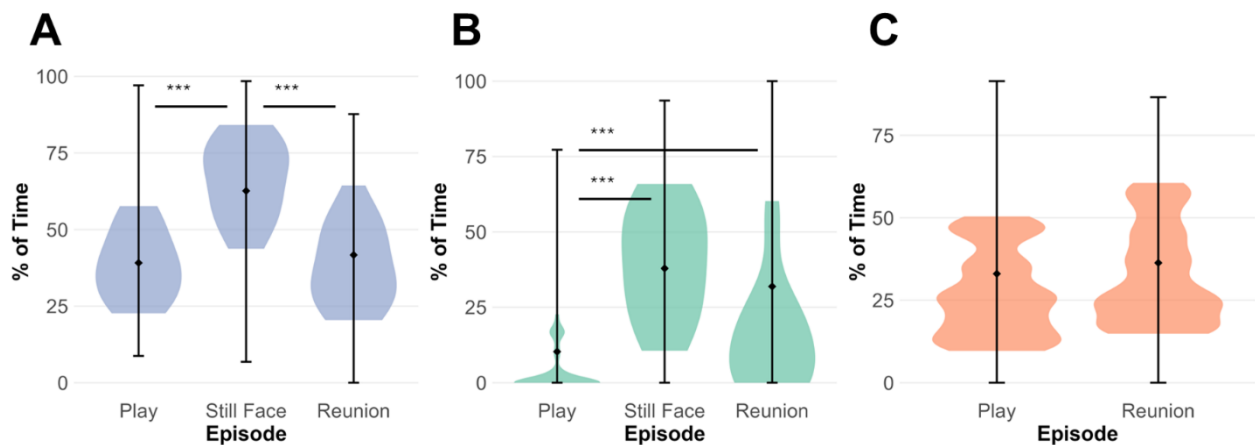 A
% of Time
100
75
50
25
0
***
***
Play
Still Face
Reunion
Episode
B
% of Time
100
75
50
25
0
***
***
Play
Still Face
Reunion
Episode
C
% of Time
75
50
25
0
Play
Reunion
Episode